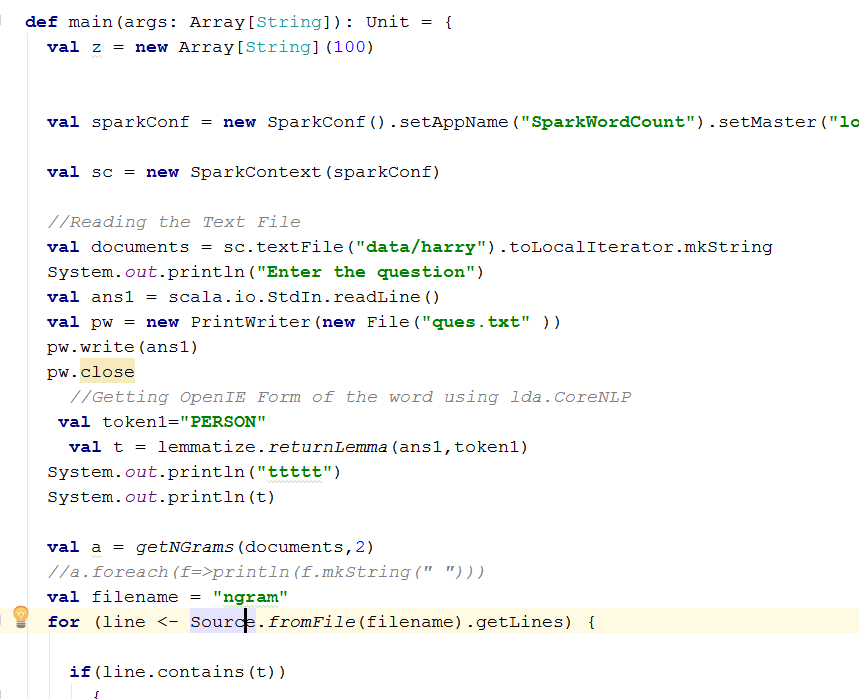 def main(args: Array[String]): Unit = {
val z = new Array[String](100)
val sparkConf = new SparkConf().setAppName("SparkWordCount").setMaster("lo
val sc = new SparkContext(sparkConf)
//Reading the Text File
val documents = sc.textFile("data/harry").toLocalIterator.mkString
System.out.println("Enter the question")
val ans1 = scala.io.StdIn.readLine()
val pw = new PrintWriter(new File("ques.txt" ))
pw.write(ans1)
pw.close
//Getting OpenIE Form of the word using lda.CoreNLP
val token1="PERSON"
val t = lemmatize.returnLemma(ans1,token1)
System.out.println("ttttt")
System.out.println(t)
val a = getNGrams(documents,2)
//a.foreach(f=>println(f.mkString(" ")))
val filename = "ngram"
for (line <- Source.fromFile(filename).getLines) {
if(line.contains(t))
{